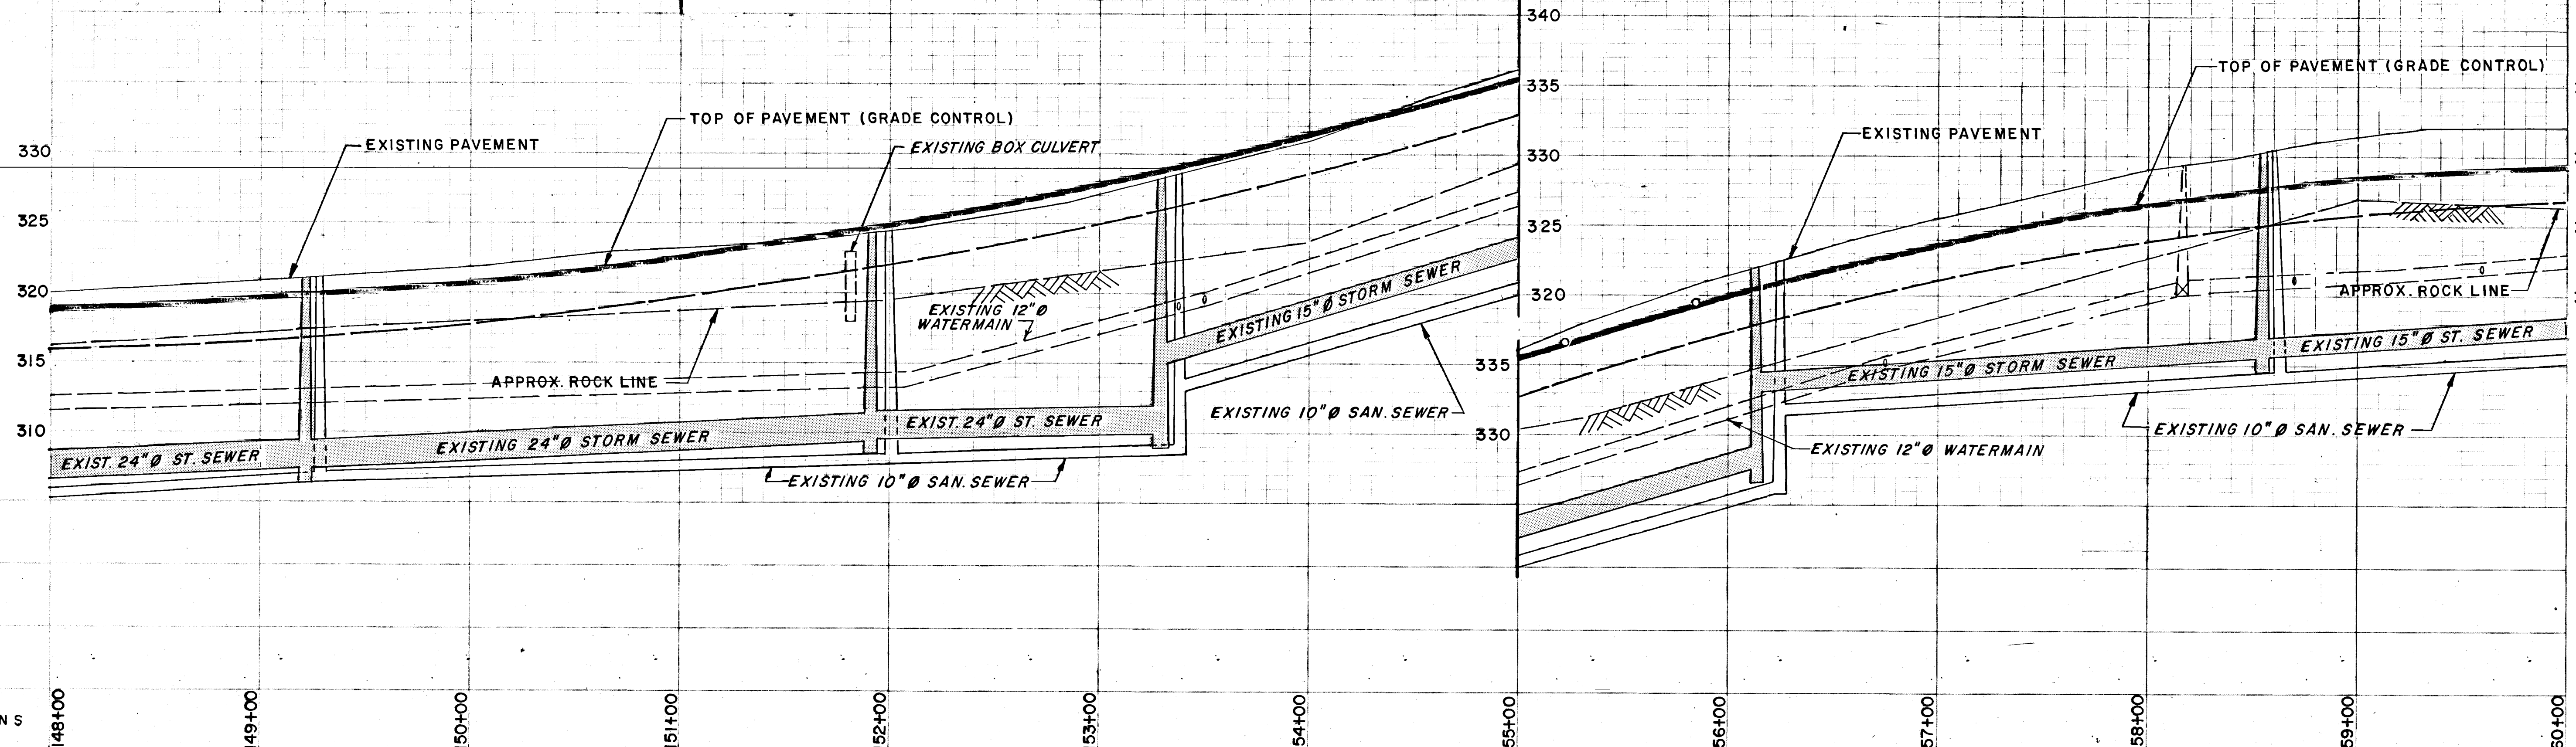 340
335
330
325
320
335
330
330
325
320
315
310
EXISTING PAVEMENT
TOP OF PAVEMENT (GRADE CONTROL)
EXISTING BOX CULVERT
EXISTING 12"Ø
WATERMAIN
APPROX. ROCK LINE
EXIST. 24"Ø ST. SEWER
EXISTING 24"Ø STORM SEWER
EXIST. 24"Ø ST. SEWER
EXISTING 15"Ø STORM SEWER
EXISTING 10"Ø SAN. SEWER
EXISTING 10"Ø SAN. SEWER
EXISTING PAVEMENT
TOP OF PAVEMENT (GRADE CONTROL)
APPROX. ROCK LINE
EXISTING 15"Ø STORM SEWER
EXISTING 15"Ø ST. SEWER
EXISTING 12"Ø WATERMAIN
EXISTING 10"Ø SAN. SEWER
NS
148+00
149+00
150+00
151+00
152+00
153+00
154+00
155+00
156+00
157+00
158+00
159+00
160+00